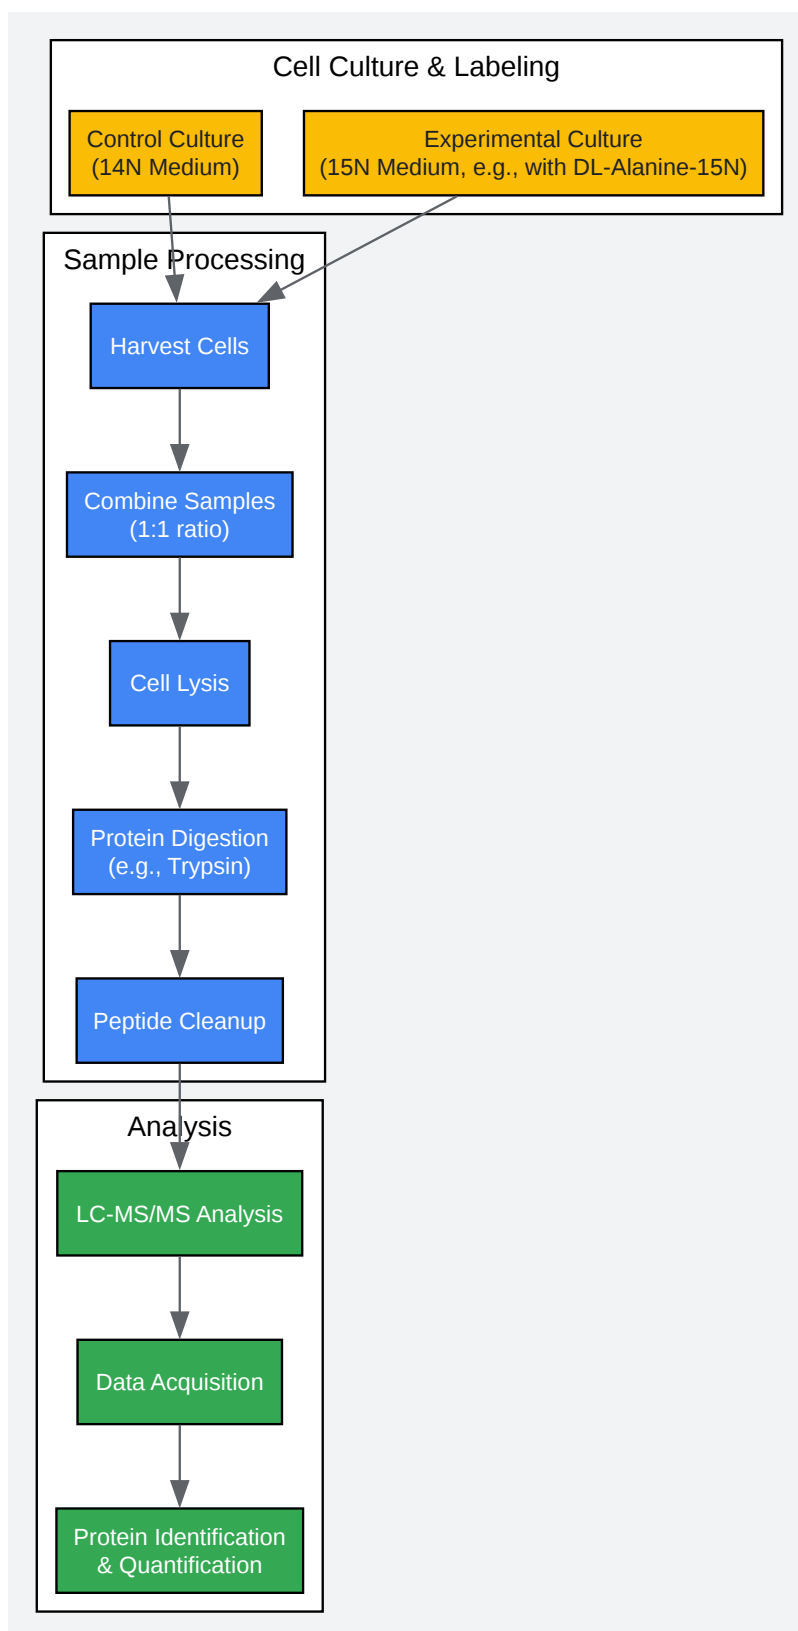 Cell Culture & Labeling
Control Culture
(14N Medium)
Experimental Culture
(15N Medium, e.g., with DL-Alanine-15N)
Sample Processing
Harvest Cells
Combine Samples
(1:1 ratio)
Cell Lysis
Protein Digestion
(e.g., Trypsin)
Peptide Cleanup
Analysis
LC-MS/MS Analysis
Data Acquisition
Protein Identification
& Quantification